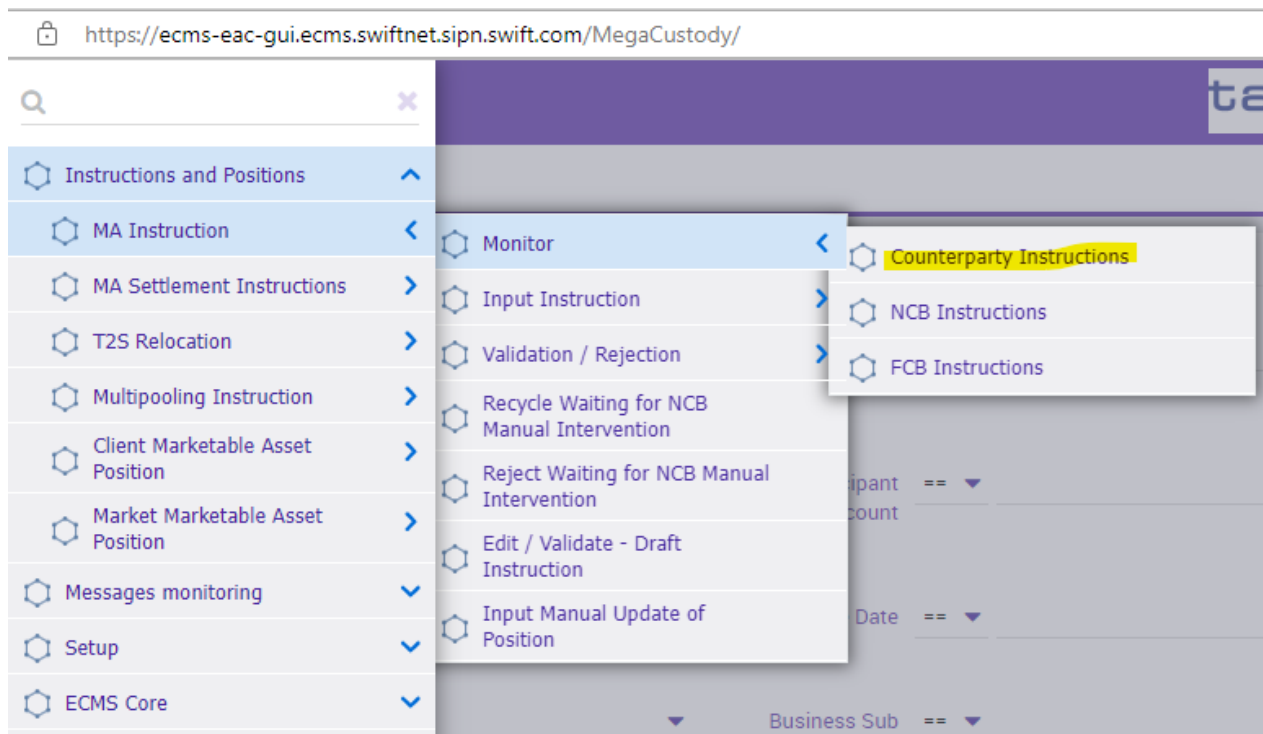 https://ecms-eac-gui.ecms.swiftnet.sipn.swift.com/MegaCustody/
ta
Instructions and Positions
MA Instruction
MA Settlement Instructions
T2S Relocation
Multipooling Instruction
Client Marketable Asset
Position
Market Marketable Asset
Position
Messages monitoring
Setup
ECMS Core
Monitor
Input Instruction
Validation / Rejection
Recycle Waiting for NCB
Manual Intervention
Reject Waiting for NCB Manual
Intervention
Edit / Validate - Draft
Instruction
Input Manual Update of
Position
Counterparty Instructions
NCB Instructions
FCB Instructions
ipant ==
count
Date ==
Business Sub ==